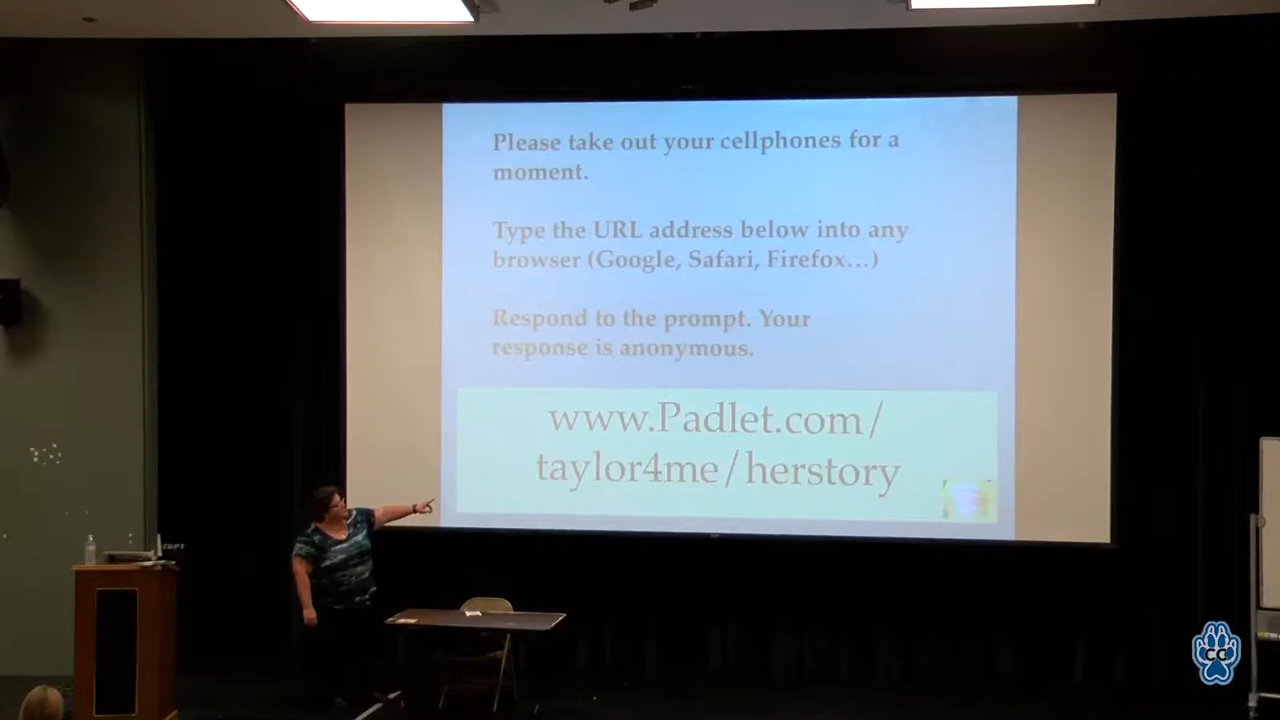 Please take out your cellphones for a
moment.
Type the URL address below into any
browser (Google, Safari, Firefox...)
Respond to the prompt. Your
response is anonymous.
www.Padlet.com/
taylor4me/herstory
CC